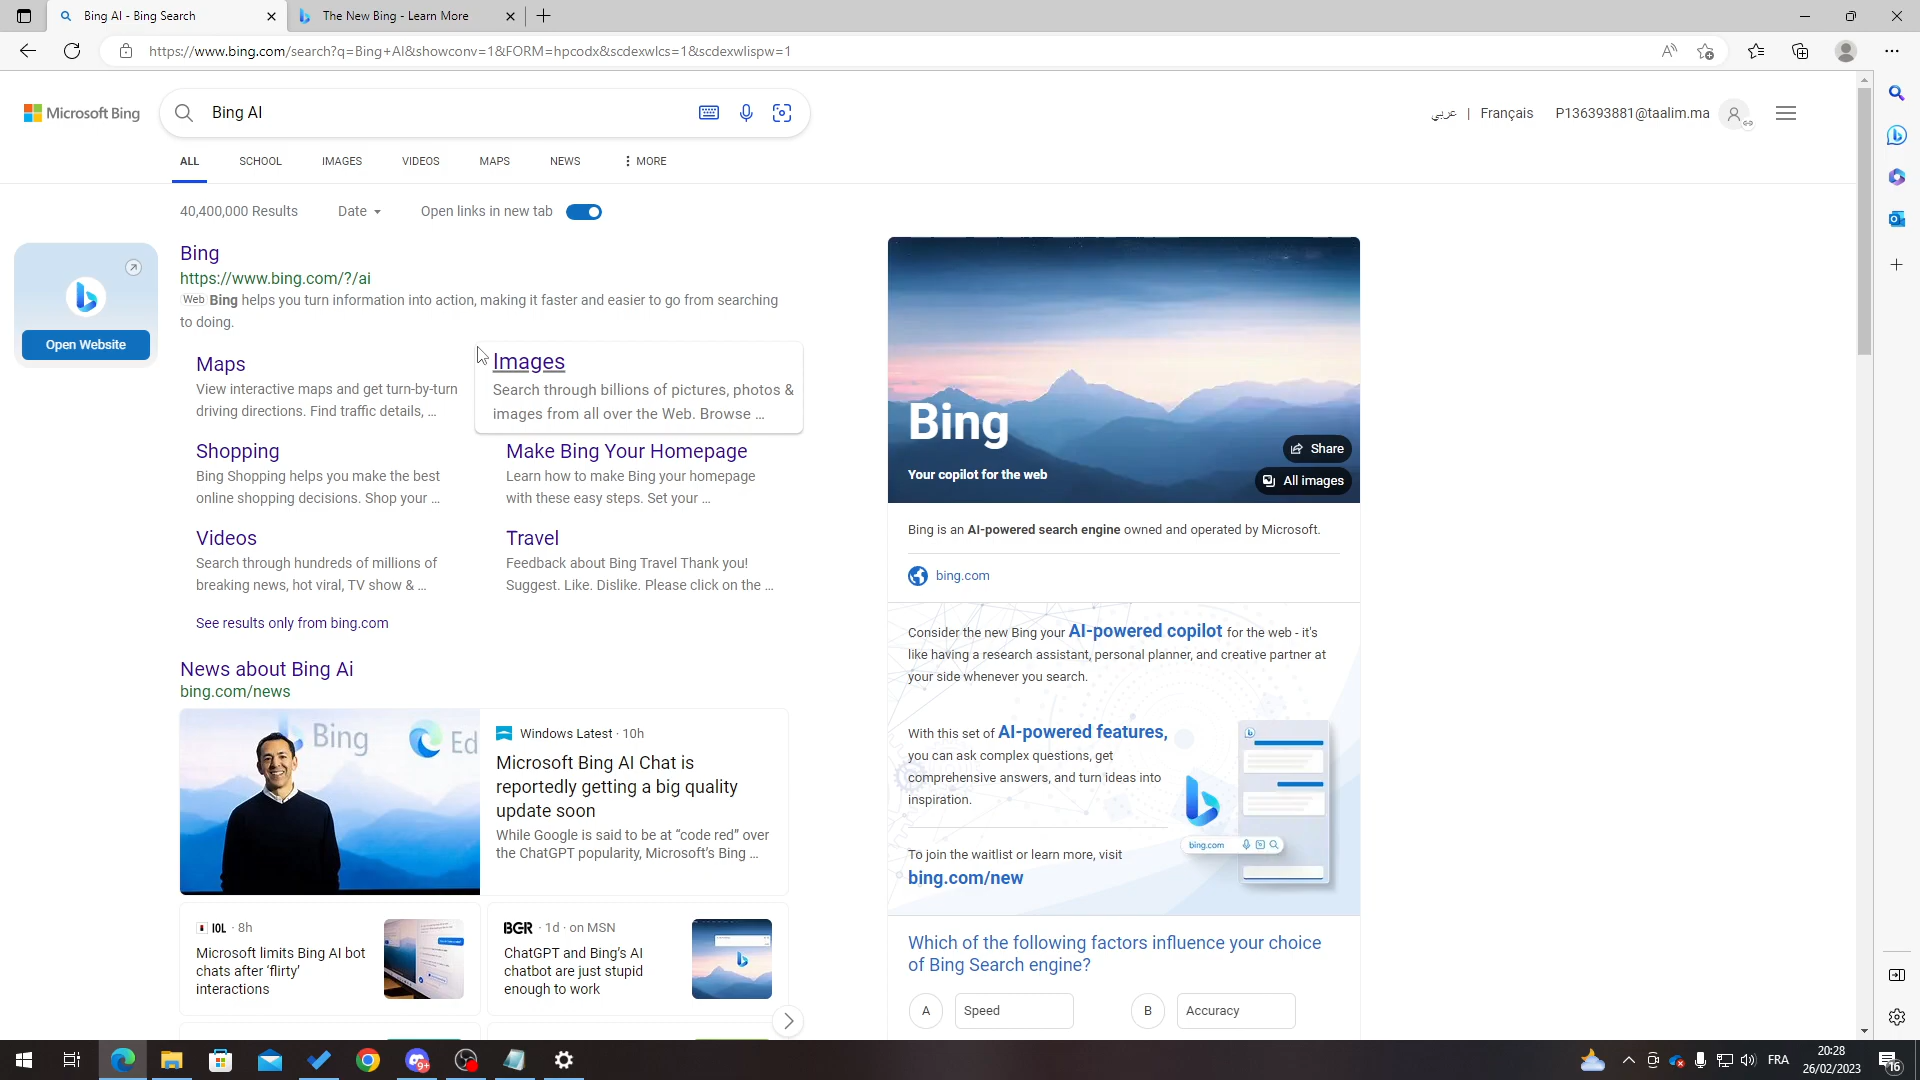 Bing AI - Bing Search
The New Bing - Learn More
https://www.bing.com/search?q=Bing+AI&showconv=1&FORM=hpcodx&scdexwlcs=1&scdexwlispw=1
Microsoft Bing
Bing AI
عربي | Français P136393881@taalim.ma
ALL SCHOOL IMAGES VIDEOS MAPS NEWS MORE
40,400,000 Results Date Open links in new tab
Open Website
Bing
https://www.bing.com/?/ai
Web Bing helps you turn information into action, making it faster and easier to go from searching
to doing.
Maps
View interactive maps and get turn-by-turn
driving directions. Find traffic details, ...
Images
Search through billions of pictures, photos &
images from all over the Web. Browse ...
Shopping
Bing Shopping helps you make the best
online shopping decisions. Shop your ...
Make Bing Your Homepage
Learn how to make Bing your homepage
with these easy steps. Set your ...
Videos
Search through hundreds of millions of
breaking news, hot viral, TV show & ...
Travel
Feedback about Bing Travel Thank you!
Suggest. Like. Dislike. Please click on the ...
See results only from bing.com
News about Bing Ai
bing.com/news
Bing Ed
Windows Latest · 10h
Microsoft Bing AI Chat is
reportedly getting a big quality
update soon
While Google is said to be at “code red” over
the ChatGPT popularity, Microsoft’s Bing ...
IOL · 8h
Microsoft limits Bing AI bot
chats after ‘flirty’
interactions
BGR · 1d · on MSN
ChatGPT and Bing’s AI
chatbot are just stupid
enough to work
Bing
Your copilot for the web
Share
All images
Bing is an AI-powered search engine owned and operated by Microsoft.
bing.com
Consider the new Bing your AI-powered copilot for the web - it's
like having a research assistant, personal planner, and creative partner at
your side whenever you search.
With this set of AI-powered features,
you can ask complex questions, get
comprehensive answers, and turn ideas into
inspiration.
bing.com
To join the waitlist or learn more, visit
bing.com/new
Which of the following factors influence your choice
of Bing Search engine?
A Speed B Accuracy
9+
FRA
20:28
26/02/2023
16